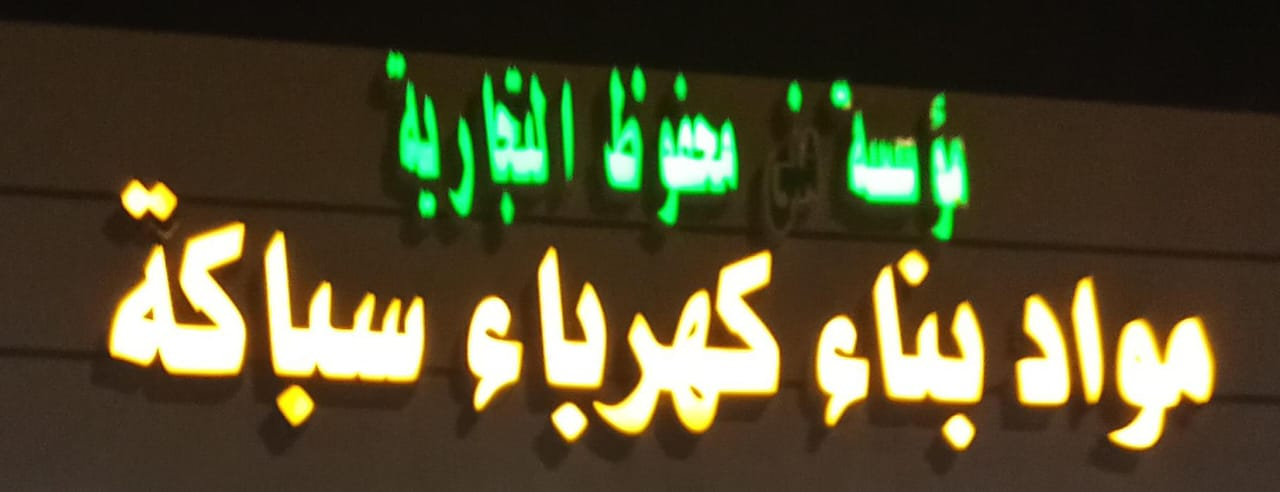 مؤسسة محفوظ التجارية
مواد بناء كهرباء سباكة